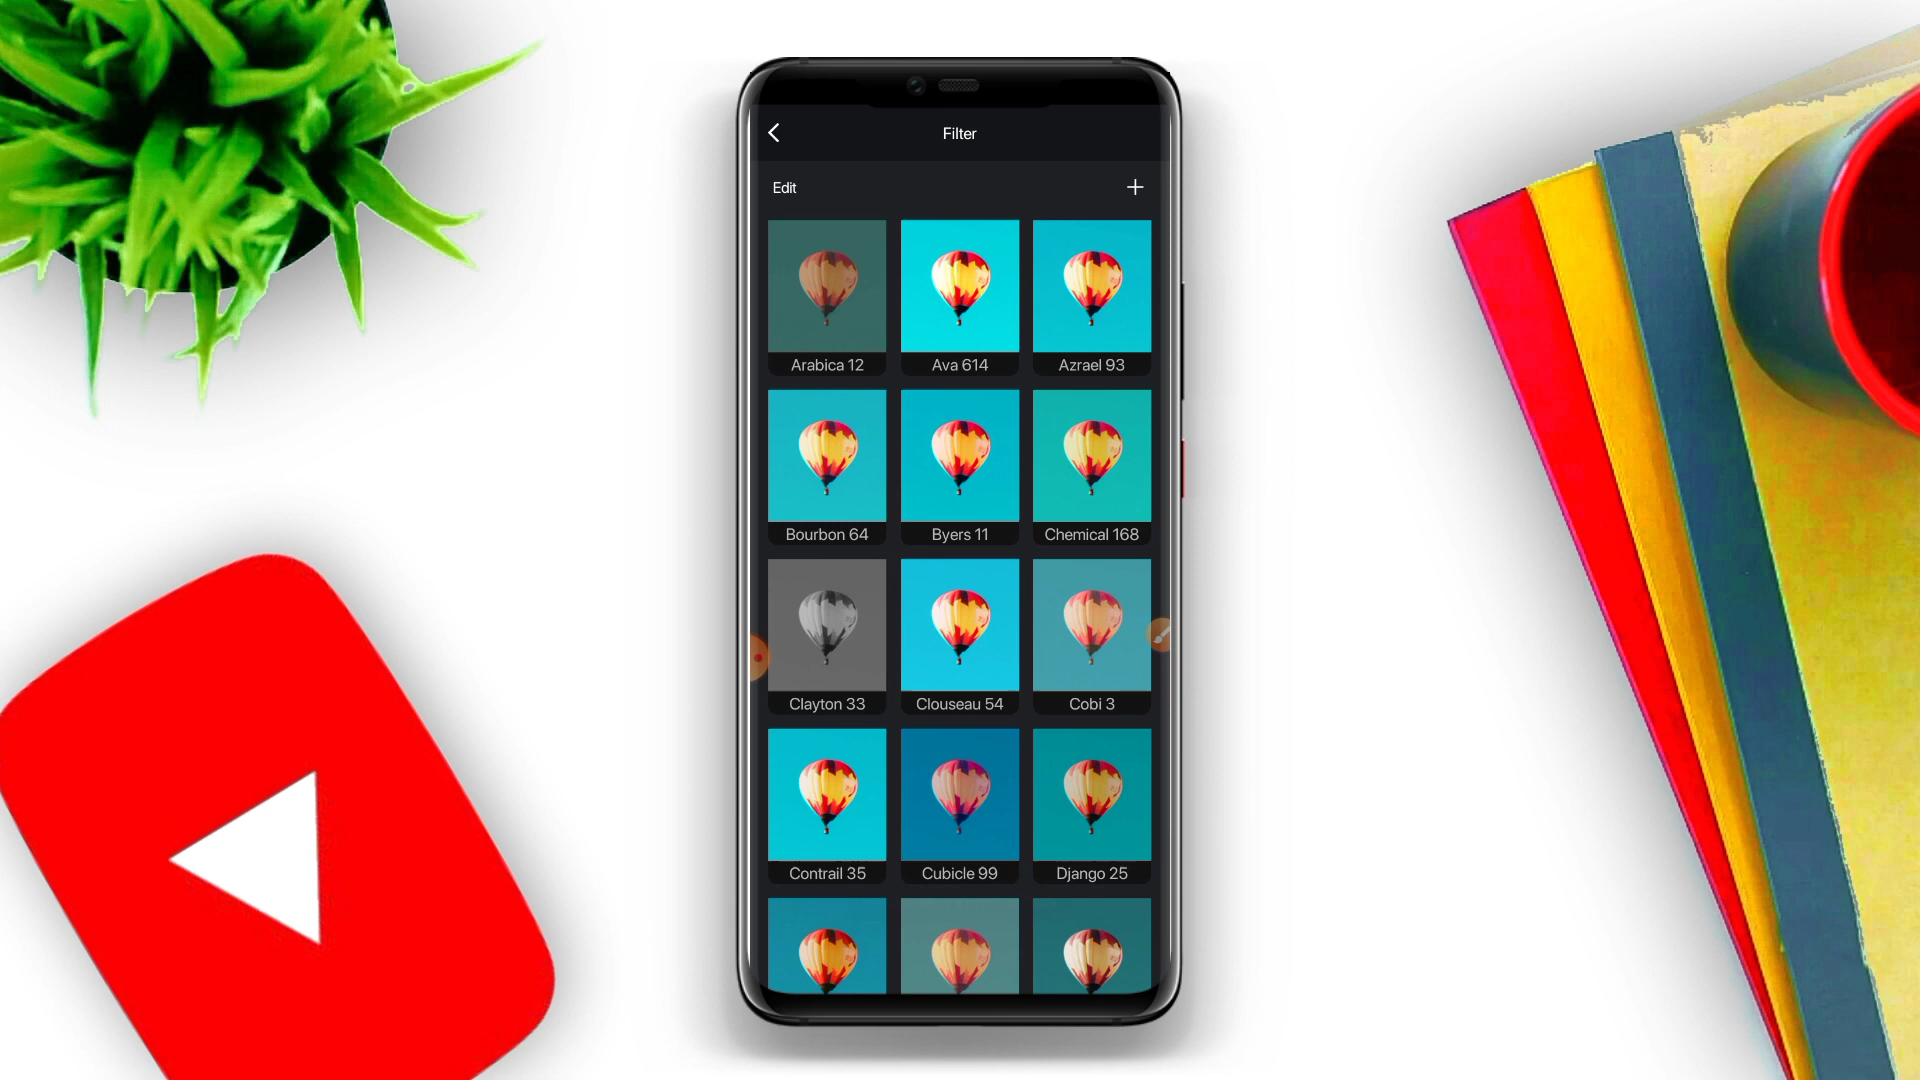 Filter
Edit
Arabica 12
Ava 614
Azrael 93
Bourbon 64
Byers 11
Chemical 168
Clayton 33
Clouseau 54
Cobi 3
Contrail 35
Cubicle 99
Django 25